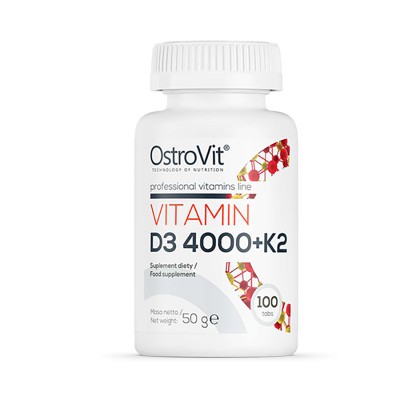 OstroVit®
TECHNOLOGY OF NUTRITION
professional vitamins line
VITAMIN
D3 4000+K2
Suplement diety /
Food supplement
100
tabs
Masa netto /
Net weight: 50 g e